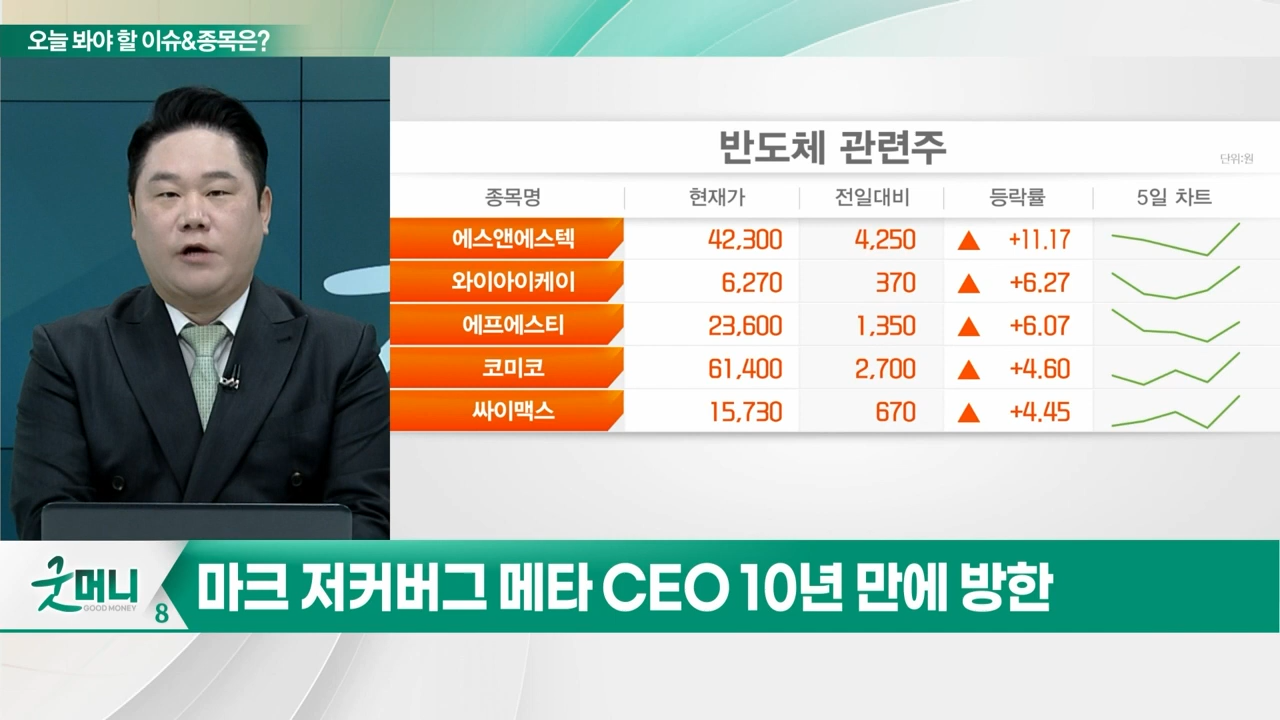 오늘 봐야 할 이슈&종목은?
반도체 관련주
단위:원
종목명 현재가 전일대비 등락률 5일 차트
에스앤에스텍 42,300 4,250 ▲ +11.17
와이아이케이 6,270 370 ▲ +6.27
에프에스티 23,600 1,350 ▲ +6.07
코미코 61,400 2,700 ▲ +4.60
싸이맥스 15,730 670 ▲ +4.45
굿머니
GOOD MONEY
8
마크 저커버그 메타 CEO 10년 만에 방한